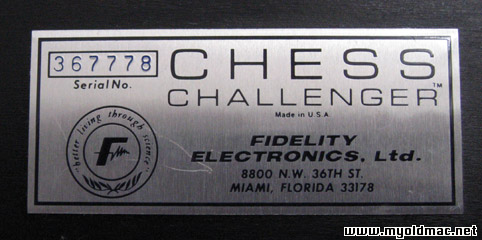 367778
Serial No.
CHESS
CHALLENGER™
Made in U.S.A
"better living through science"
F
FIDELITY
ELECTRONICS, Ltd.
8800 N.W. 36TH ST.
MIAMI, FLORIDA 33178
www.myoldmac.net